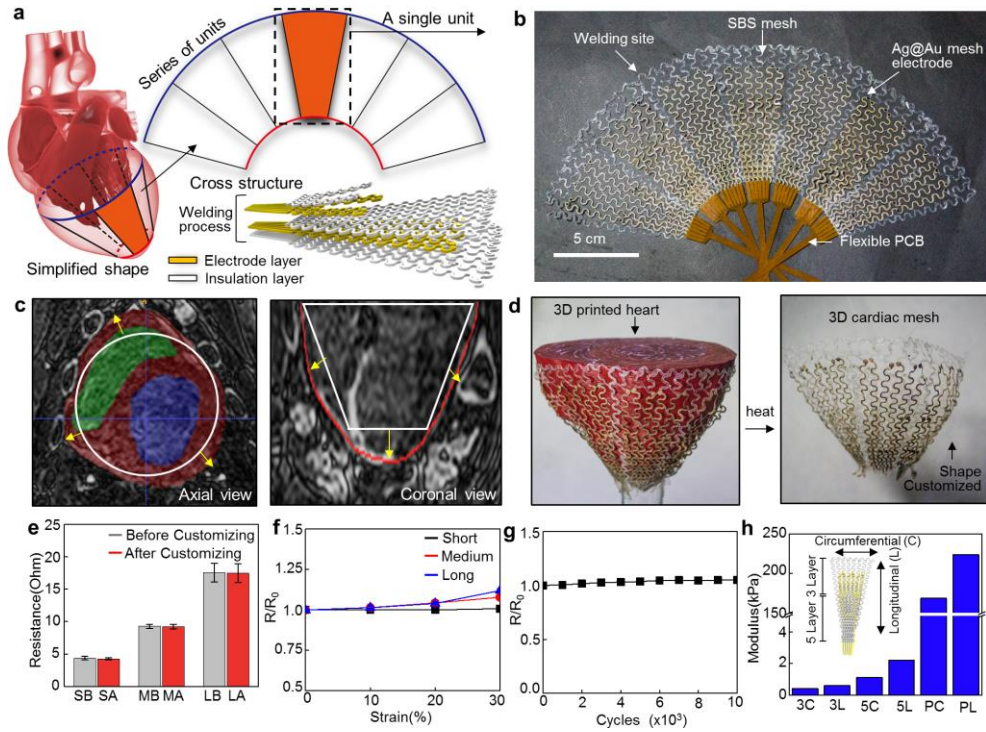 a
Series of units
A single unit
Cross structure
Welding process
Electrode layer
Insulation layer
Simplified shape
b
Welding site
SBS mesh
Ag@Au mesh
electrode
5 cm
Flexible PCB
c
Axial view
Coronal view
d
3D printed heart
heat
3D cardiac mesh
Shape
Customized
e
Resistance(Ohm)
25
20
15
10
5
0
Before Customizing
After Customizing
SB SA MB MA LB LA
f
R/R0
1.5
1.0
0.5
Short
Medium
Long
0 10 20 30
Strain(%)
g
R/R0
1.5
1.0
0.5
0 2 4 6 8 10
Cycles (x10³)
h
Modulus(kPa)
250
200
150
4
2
0
Circumferential (C)
Longitudinal (L)
5 Layer 3 Layer
3C 3L 5C 5L PC PL